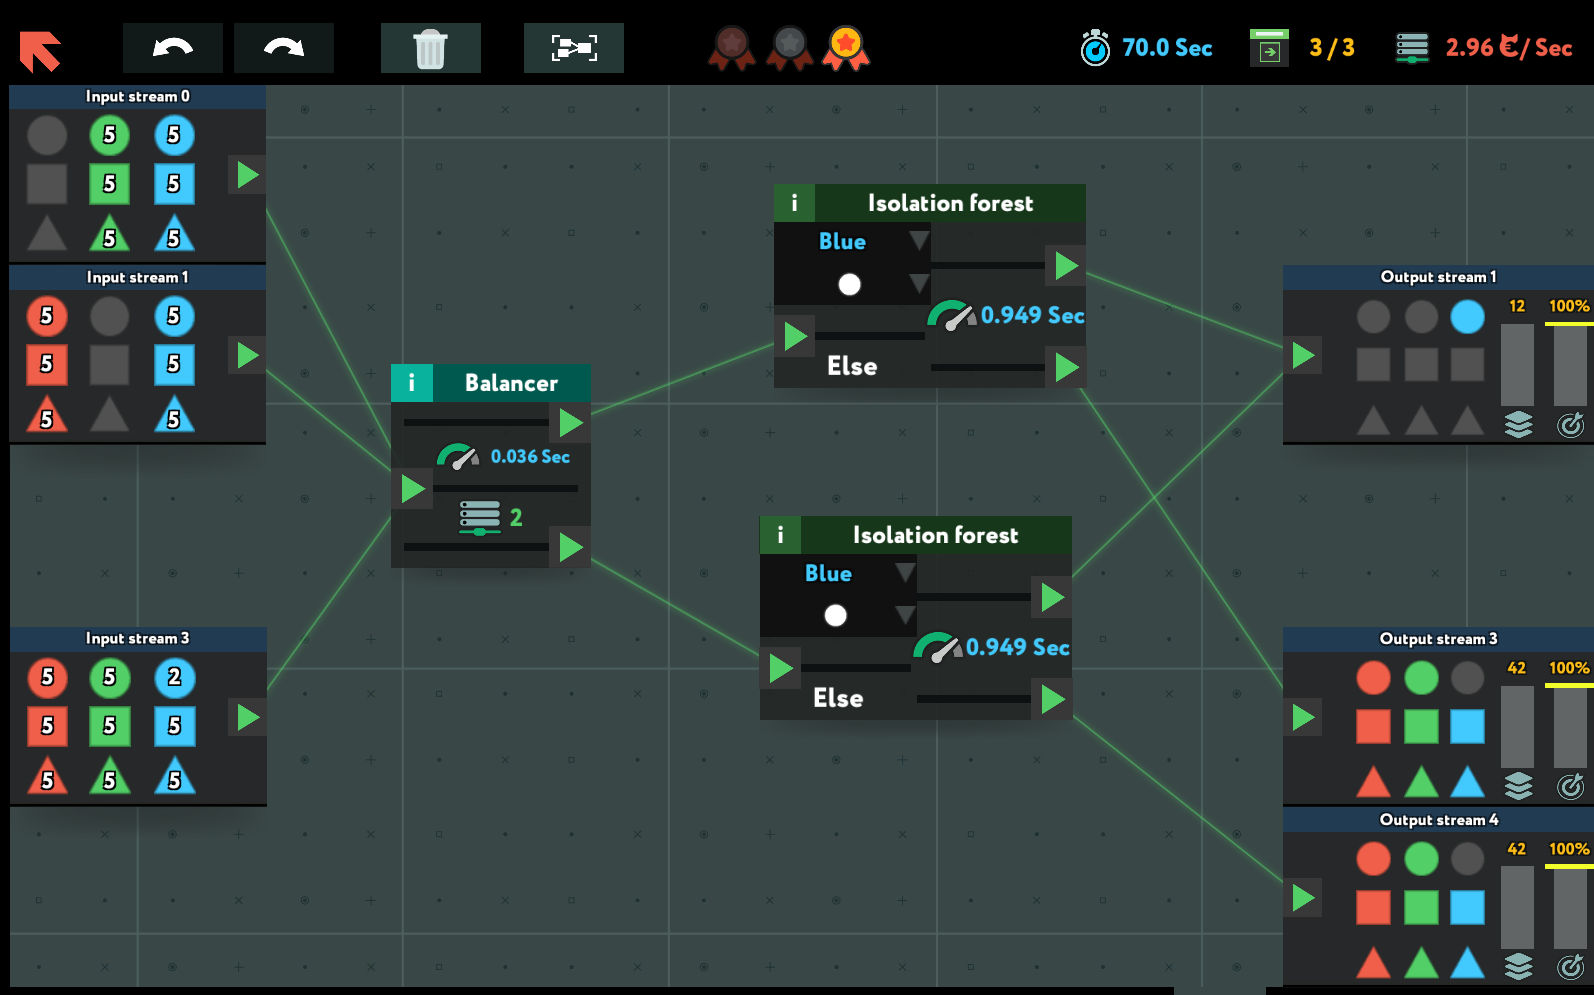 70.0 Sec
3 / 3
2.96 €/ Sec
Input stream 0
5 5
5 5
5 5
Input stream 1
5 5
5 5
5 5
Input stream 3
5 5 2
5 5 5
5 5 5
i Balancer
0.036 Sec
2
i Isolation forest
Blue
0.949 Sec
Else
i Isolation forest
Blue
0.949 Sec
Else
Output stream 1
12 100%
Output stream 3
42 100%
Output stream 4
42 100%